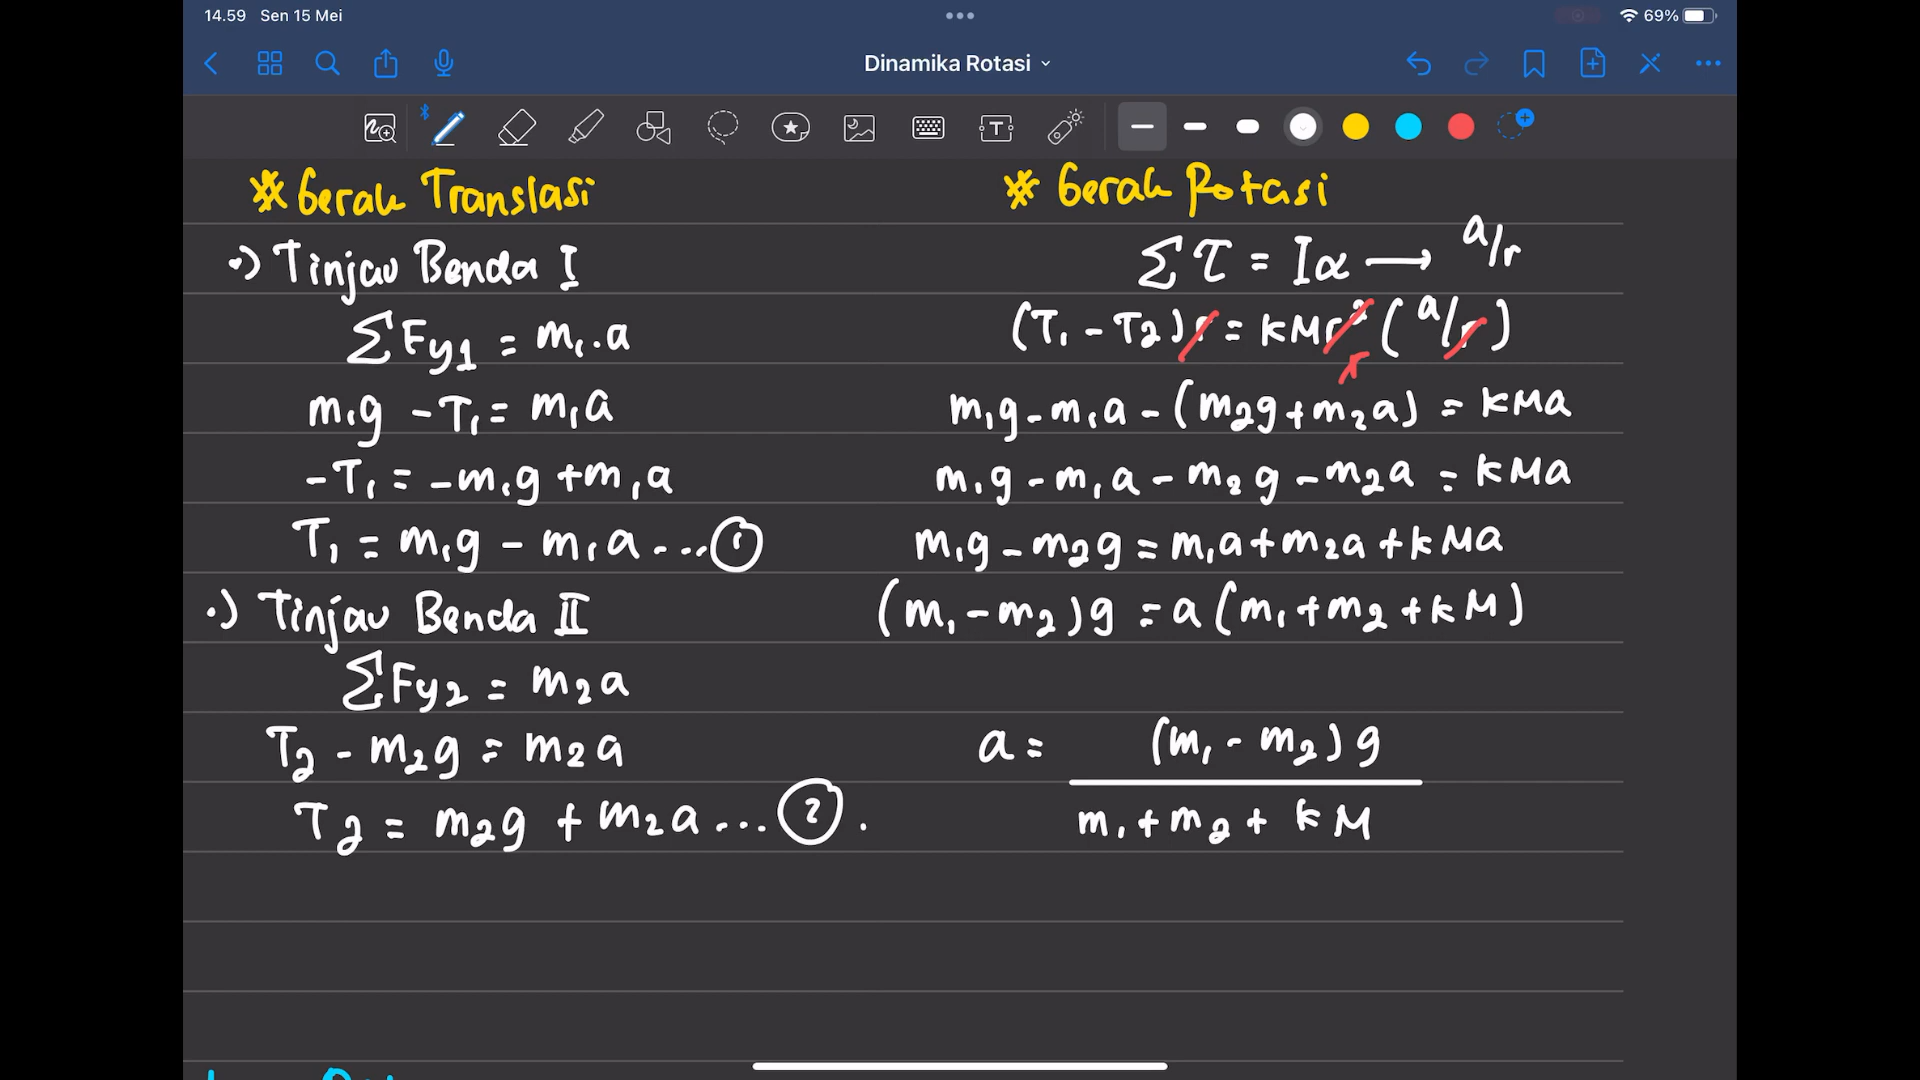 14.59 Sen 15 Mei
69%
Dinamika Rotasi
* Gerak Translasi
•) Tinjau Benda I
ΣFy1 = m₁.a
m₁g - T₁ = m₁a
-T₁ = -m₁g + m₁a
T₁ = m₁g - m₁a ... ①
•) Tinjau Benda II
ΣFy2 = m₂a
T₂ - m₂g = m₂a
T₂ = m₂g + m₂a ... ② .
* Gerak Rotasi
Στ = Iα → a/r
(T₁ - T₂) r = kMr² (a/r)
r
m₁g - m₁a - (m₂g + m₂a) = kMa
m₁g - m₁a - m₂g - m₂a = kMa
m₁g - m₂g = m₁a + m₂a + kMa
(m₁ - m₂)g = a (m₁ + m₂ + kM)
a = (m₁ - m₂) g
m₁ + m₂ + kM